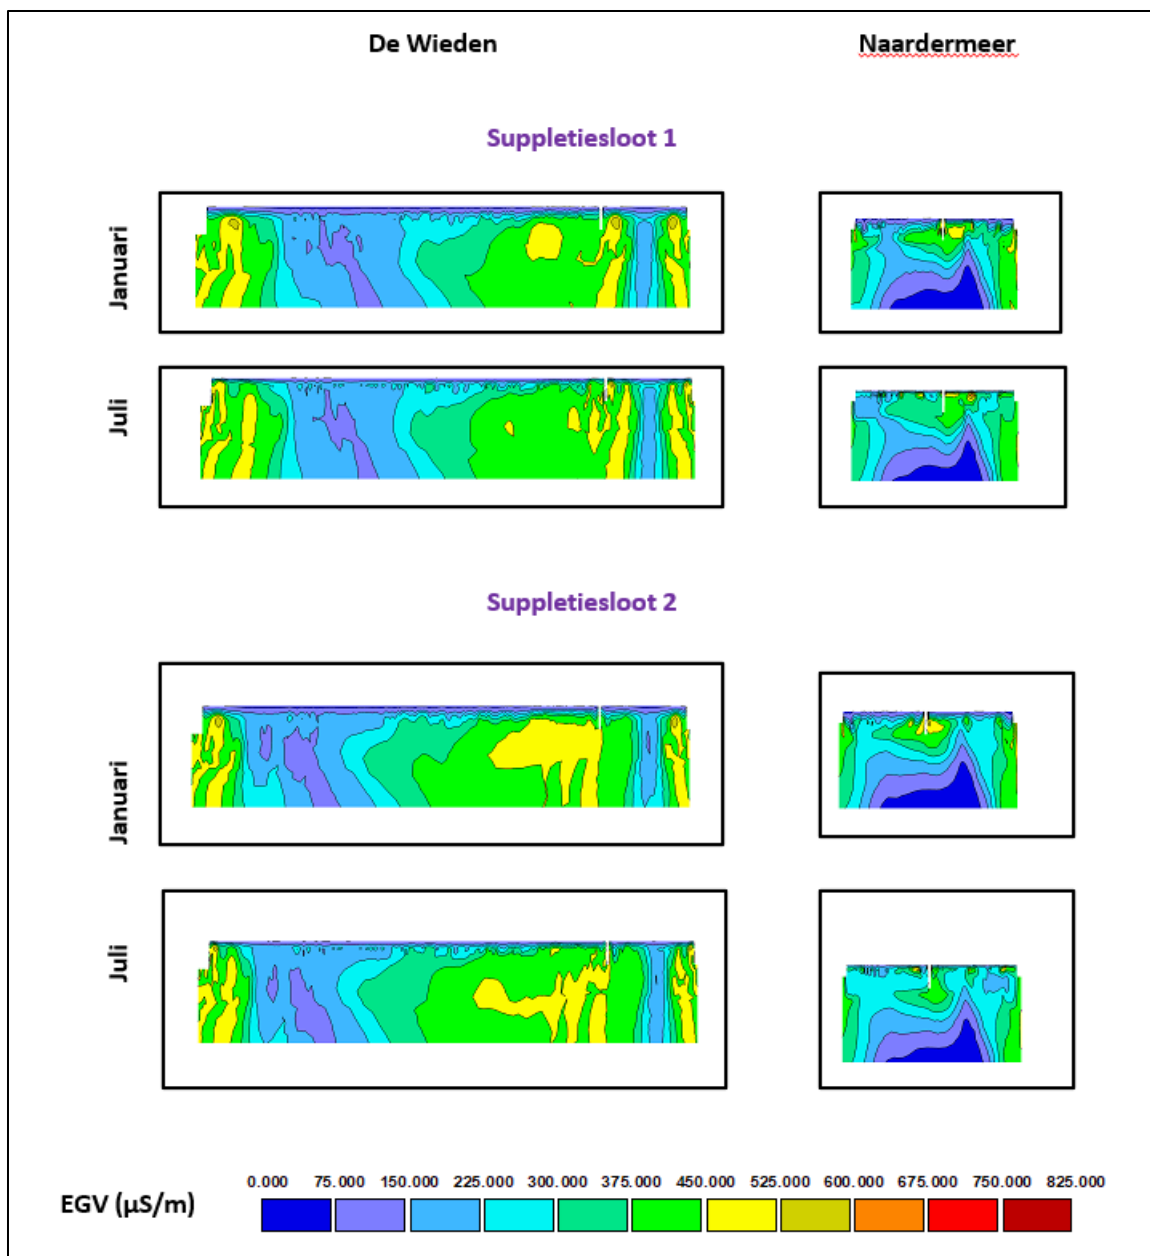 De Wieden Naardermeer
Suppletiesloot 1
Januari
Juli
Suppletiesloot 2
Januari
Juli
0.000 75.000 150.000 225.000 300.000 375.000 450.000 525.000 600.000 675.000 750.000 825.000
EGV (µS/m)